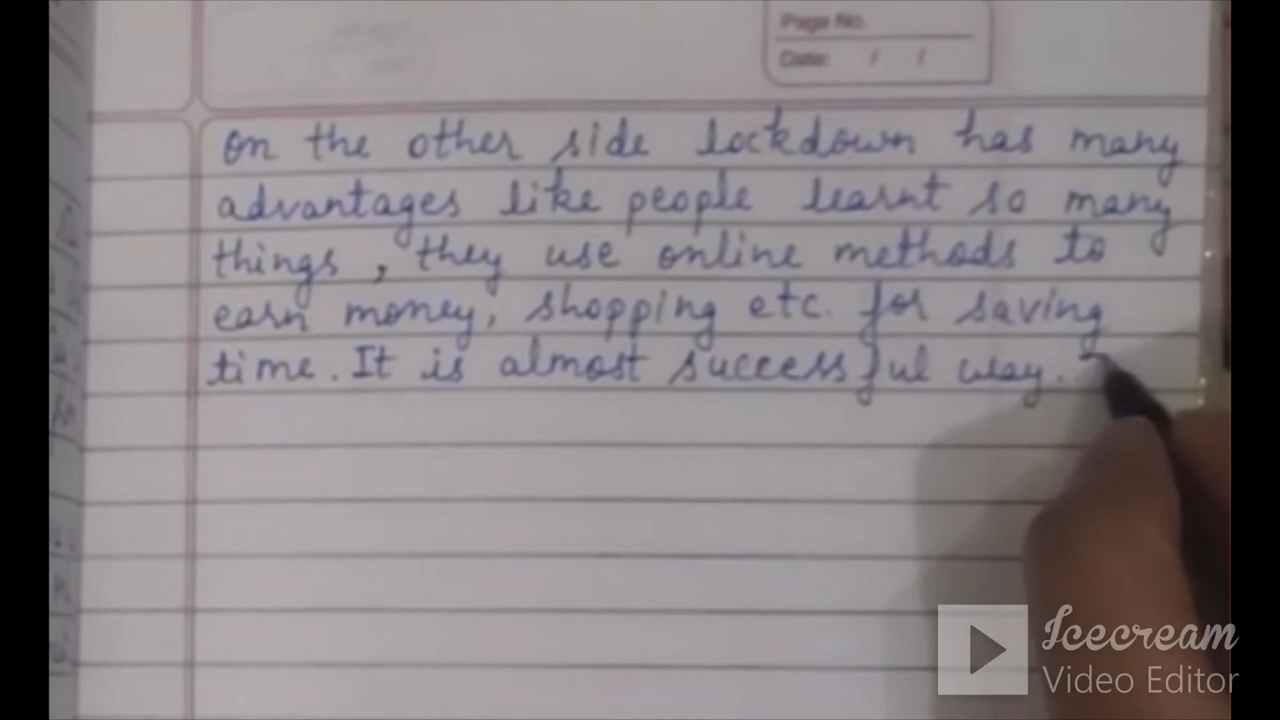 Page No.
Date: / /
on the other side lockdown has many
advantages like people learnt so many
things, they use online methods to
earn money, shopping etc. for saving
time. It is almost successful way.
Icecream
Video Editor